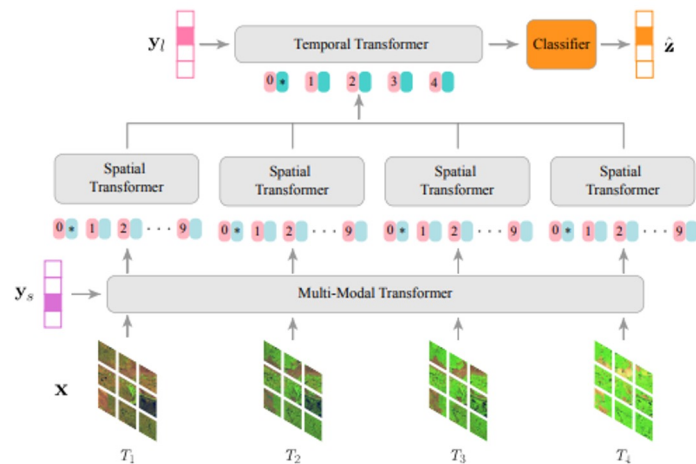 y_l Temporal Transformer Classifier ẑ
0 * 1 2 3 4
Spatial Transformer Spatial Transformer Spatial Transformer Spatial Transformer
0 * 1 2 · · · 9 0 * 1 2 · · · 9 0 * 1 2 · · · 9 0 * 1 2 · · · 9
y_s Multi-Modal Transformer
x
T_1 T_2 T_3 T_4